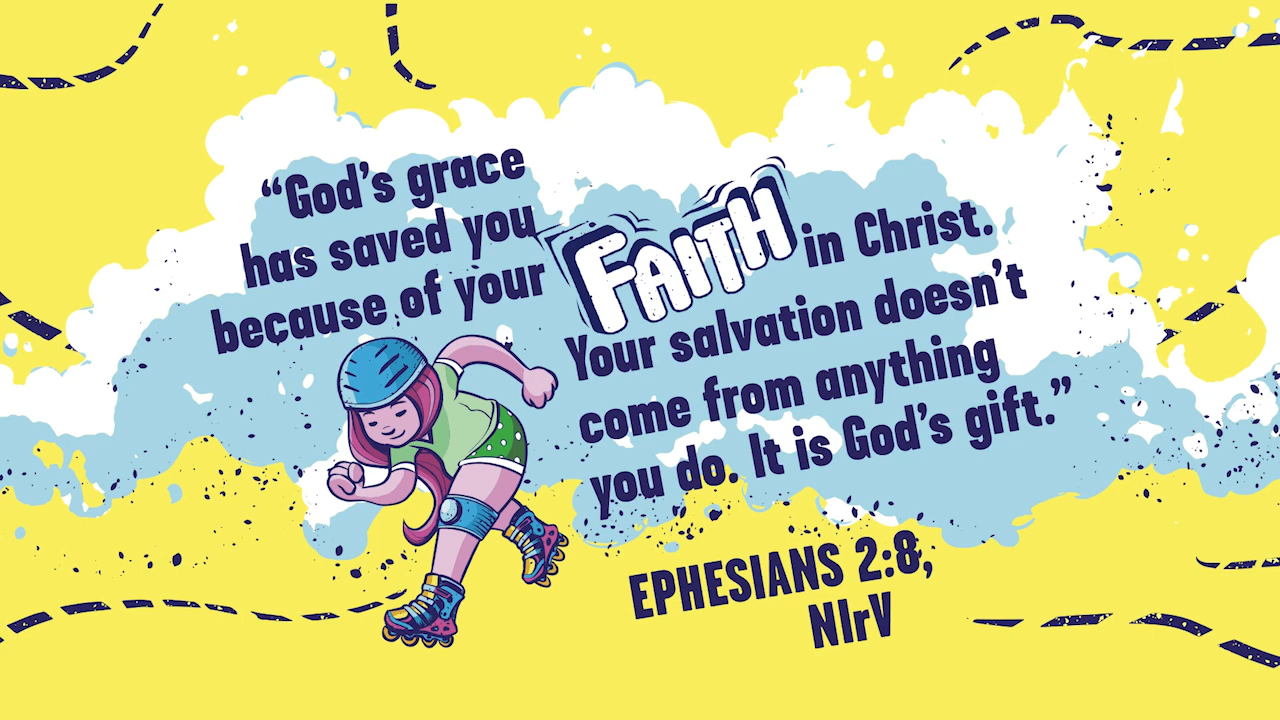 “God’s grace
has saved you
because of your
FAITH in Christ.
Your salvation doesn’t
come from anything
you do. It is God’s gift.”
EPHESIANS 2:8,
NIrV